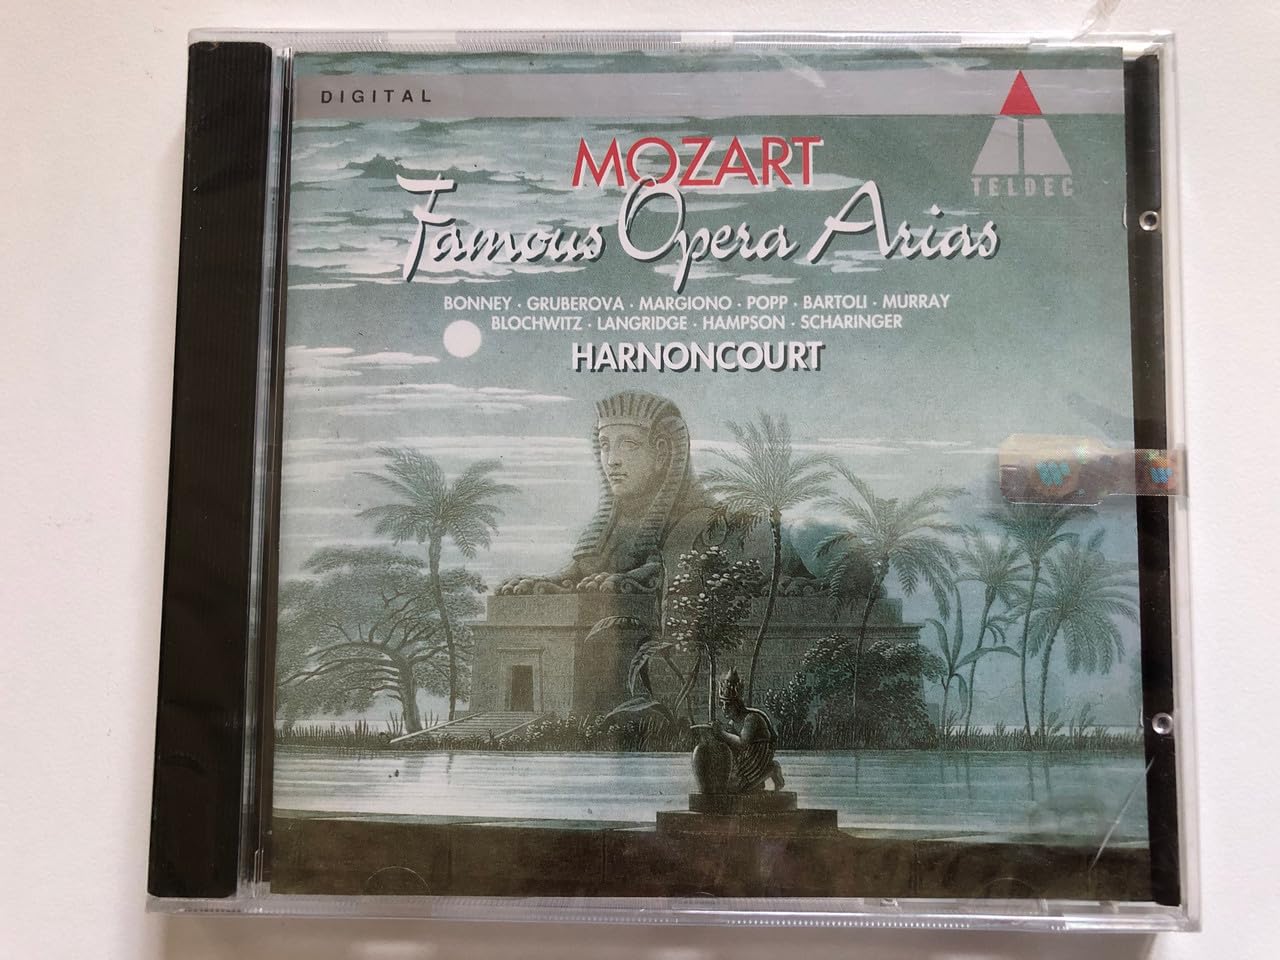 DIGITAL
TELDEC
MOZART
Famous Opera Arias
BONNEY · GRUBEROVA · MARGIONO · POPP · BARTOLI · MURRAY
BLOCHWITZ · LANGRIDGE · HAMPSON · SCHARINGER
HARNONCOURT